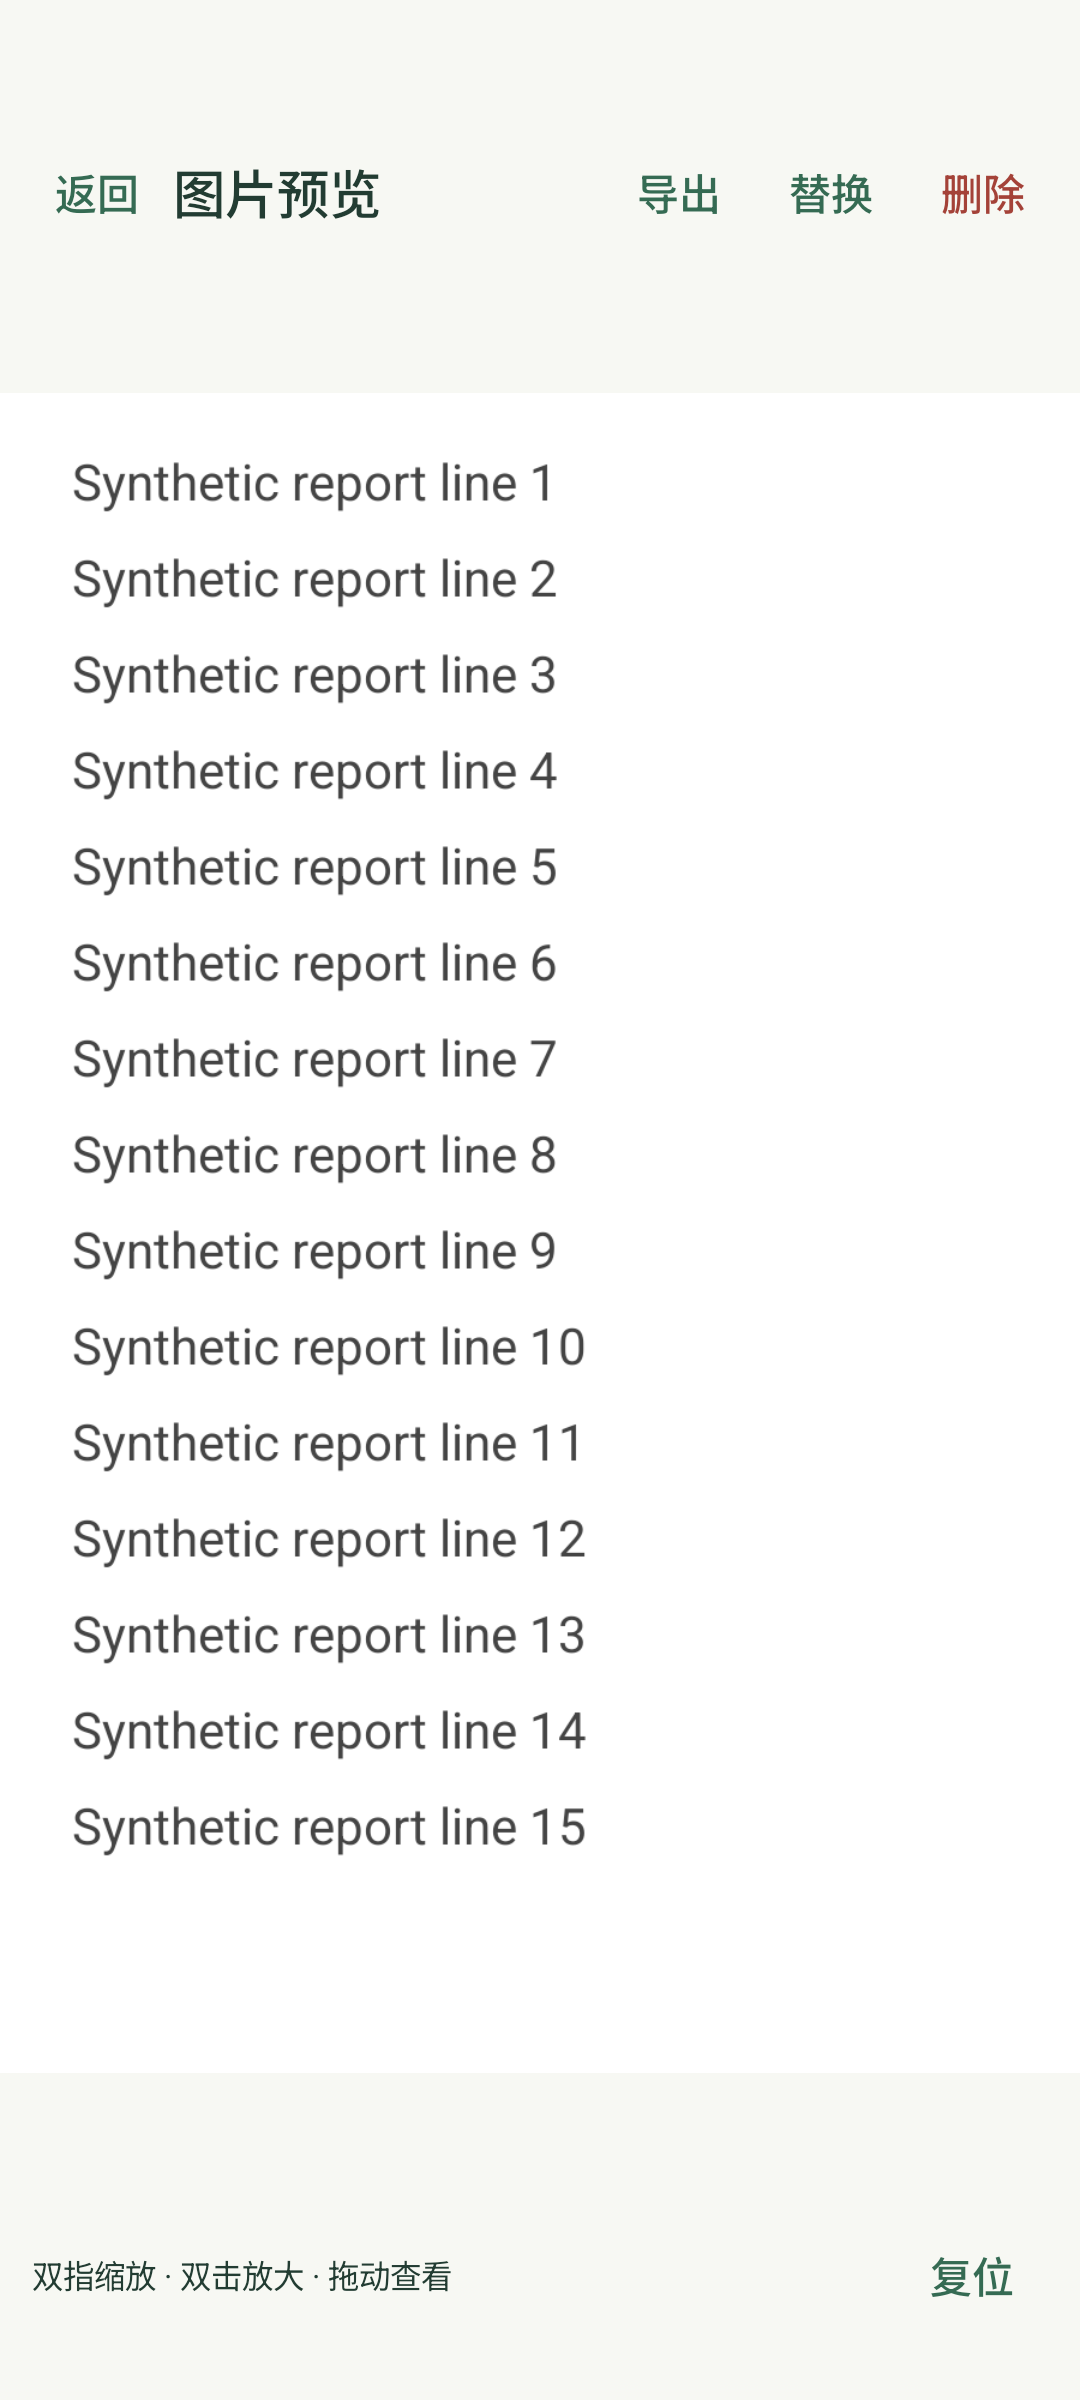 返回 图片预览 导出 替换 删除
Synthetic report line 1
Synthetic report line 2
Synthetic report line 3
Synthetic report line 4
Synthetic report line 5
Synthetic report line 6
Synthetic report line 7
Synthetic report line 8
Synthetic report line 9
Synthetic report line 10
Synthetic report line 11
Synthetic report line 12
Synthetic report line 13
Synthetic report line 14
Synthetic report line 15
双指缩放 · 双击放大 · 拖动查看 复位